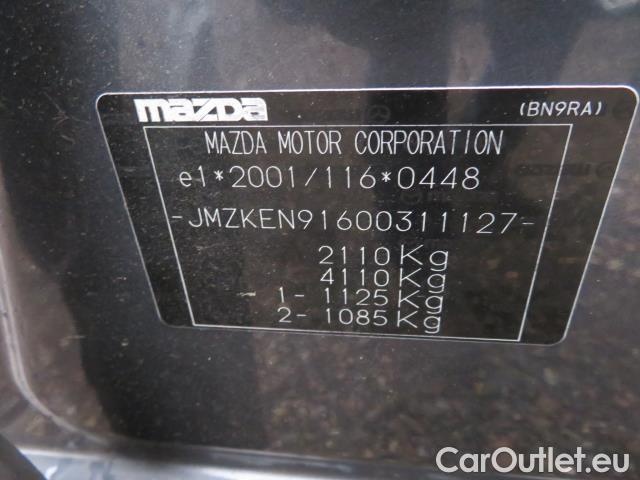 mazda (BN9RA)
MAZDA MOTOR CORPORATION
e1*2001/116*0448
-JMZKEN91600311127-
2110Kg
4110Kg
1- 1125Kg
2- 1085Kg
CarOutlet.eu